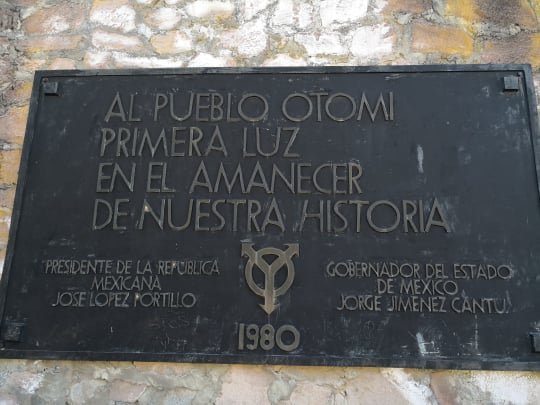 AL PUEBLO OTOMI
PRIMERA LUZ
EN EL AMANECER
DE NUESTRA HISTORIA
PRESIDENTE DE LA REPUBLICA
MEXICANA
JOSE LOPEZ PORTILLO
GOBERNADOR DEL ESTADO
DE MEXICO
JORGE JIMENEZ CANTU.
1980